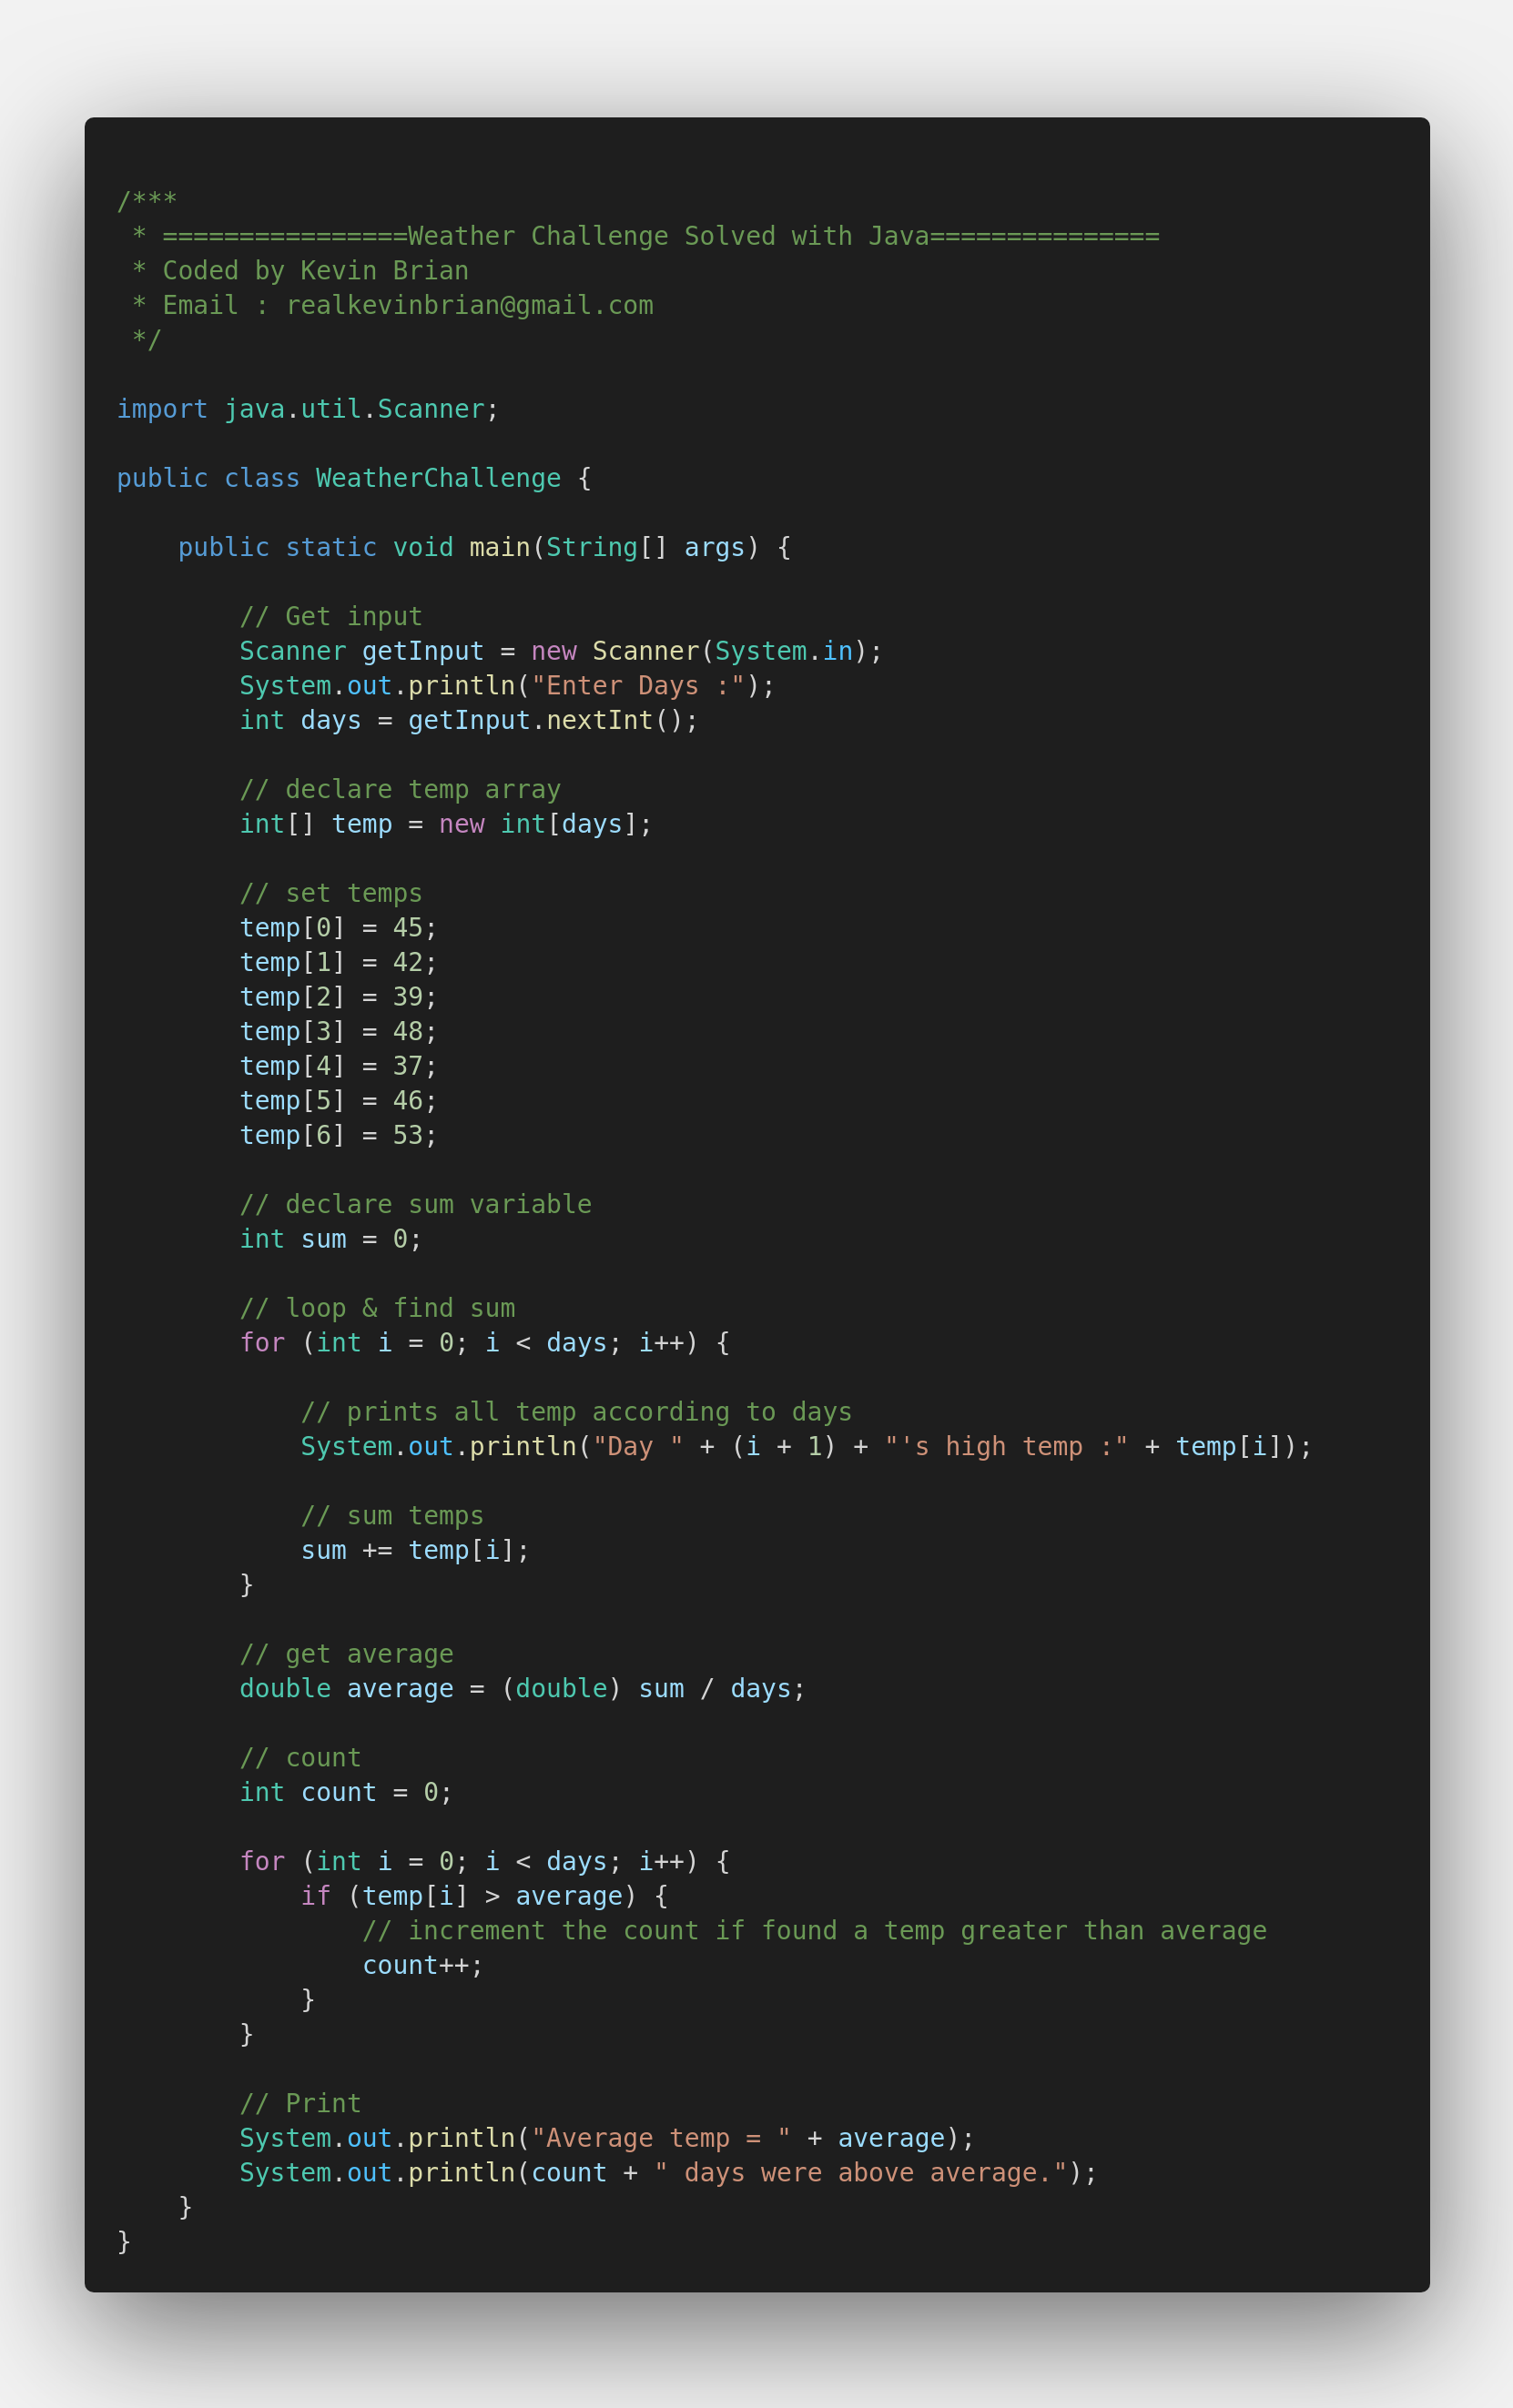 /***
 * ================Weather Challenge Solved with Java===============
 * Coded by Kevin Brian
 * Email : realkevinbrian@gmail.com
 */

import java.util.Scanner;

public class WeatherChallenge {

    public static void main(String[] args) {

        // Get input
        Scanner getInput = new Scanner(System.in);
        System.out.println("Enter Days :");
        int days = getInput.nextInt();

        // declare temp array
        int[] temp = new int[days];

        // set temps
        temp[0] = 45;
        temp[1] = 42;
        temp[2] = 39;
        temp[3] = 48;
        temp[4] = 37;
        temp[5] = 46;
        temp[6] = 53;

        // declare sum variable
        int sum = 0;

        // loop & find sum
        for (int i = 0; i < days; i++) {

            // prints all temp according to days
            System.out.println("Day " + (i + 1) + "'s high temp :" + temp[i]);

            // sum temps
            sum += temp[i];
        }

        // get average
        double average = (double) sum / days;

        // count
        int count = 0;

        for (int i = 0; i < days; i++) {
            if (temp[i] > average) {
                // increment the count if found a temp greater than average
                count++;
            }
        }

        // Print
        System.out.println("Average temp = " + average);
        System.out.println(count + " days were above average.");
    }
}